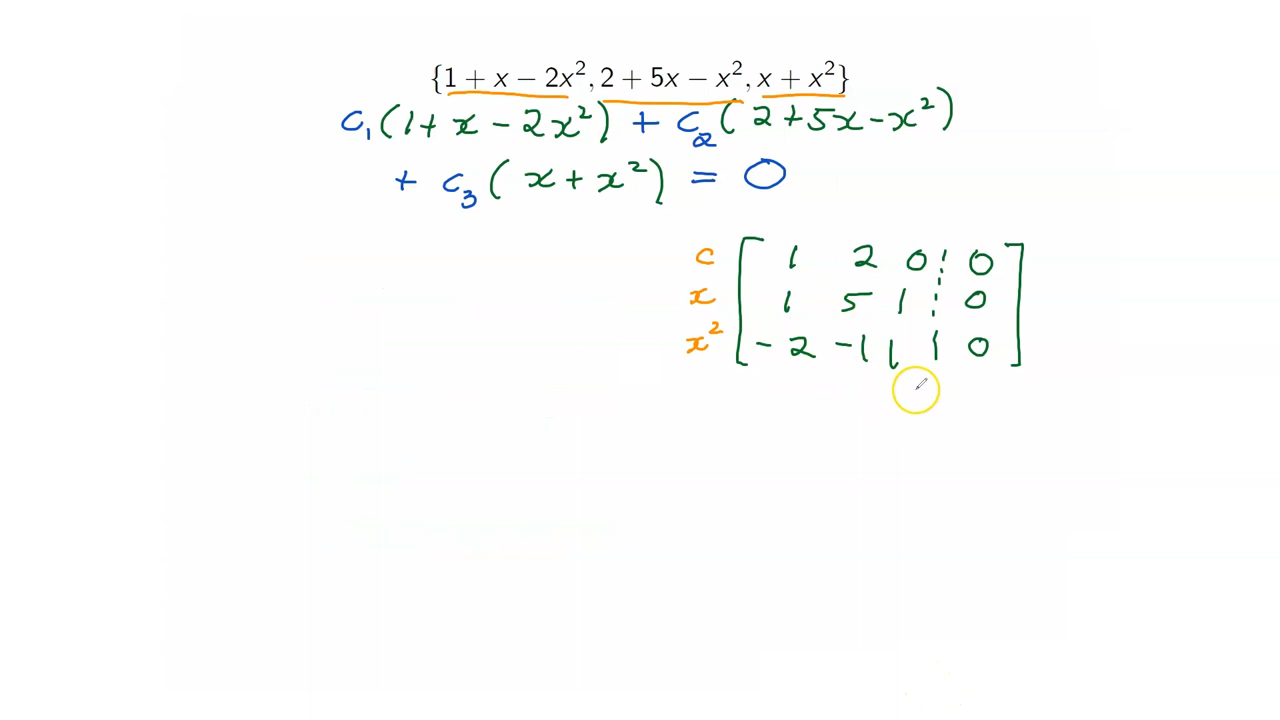 {1 + x − 2x², 2 + 5x − x², x + x²}
c₁(1 + x − 2x²) + c₂(2 + 5x − x²)
+ c₃(x + x²) = 0
c [ 1 2 0 ¦ 0 ]
x [ 1 5 1 ¦ 0 ]
x² [ -2 -1 1 | 0 ]